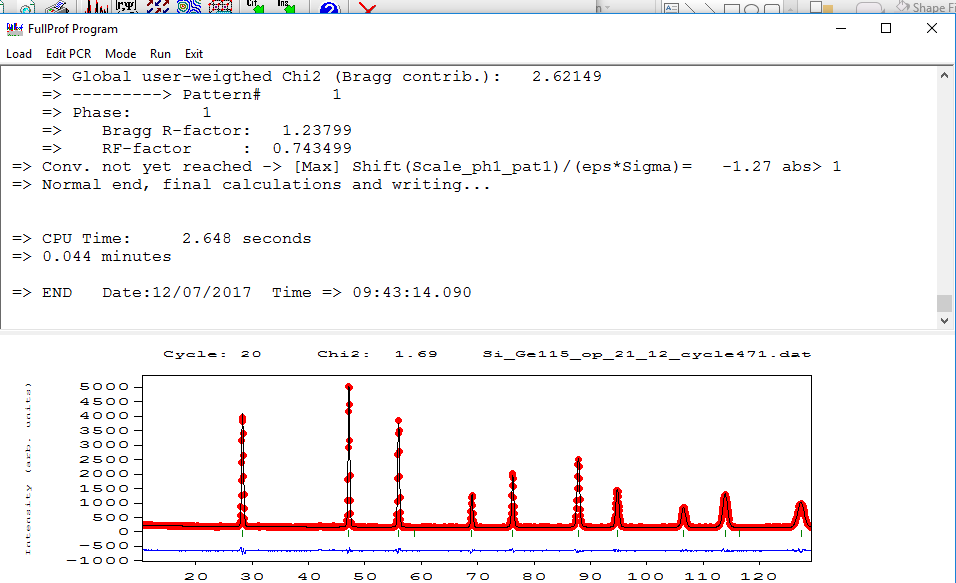 Cit
Ins
Shape Fi
FullProf Program
Load Edit PCR Mode Run Exit
=> Global user-weigthed Chi2 (Bragg contrib.): 2.62149
=> ---------> Pattern# 1
=> Phase: 1
=> Bragg R-factor: 1.23799
=> RF-factor : 0.743499
=> Conv. not yet reached -> [Max] Shift(Scale_ph1_pat1)/(eps*Sigma)= -1.27 abs> 1
=> Normal end, final calculations and writing...
=> CPU Time: 2.648 seconds
=> 0.044 minutes
=> END Date:12/07/2017 Time => 09:43:14.090
Cycle: 20 Chi2: 1.69 Si_Ge115_op_21_12_cycle471.dat
Intensity (arb. units)
5000
4500
4000
3500
3000
2500
2000
1500
1000
500
0
-500
-1000
20 30 40 50 60 70 80 90 100 110 120